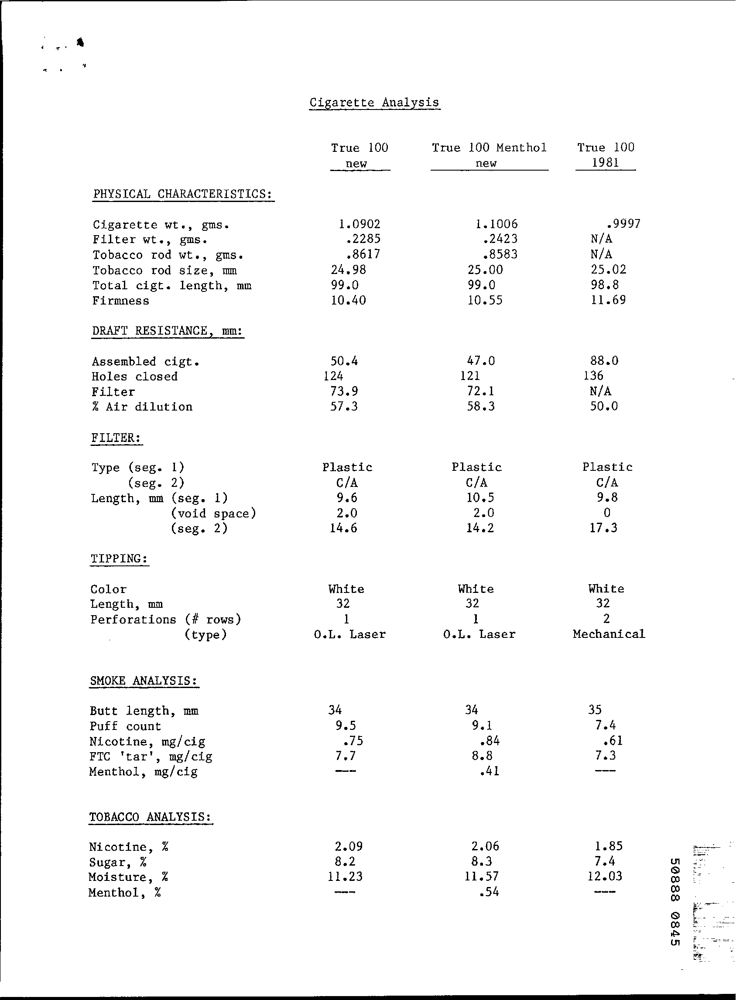 Cigarette Analysis
True 100 True 100 Menthol True 100
new new 1981
PHYSICAL CHARACTERISTICS:
Cigarette wt., gms. 1.0902 1.1006 .9997
Filter wt., gms. .2285 .2423 N/A
Tobacco rod wt., gms. .8617 .8583 N/A
Tobacco rod size, mm 24.98 25.00 25.02
Total cigt. length, mm 99.0 99.0 98.8
Firmness 10.40 10.55 11.69
DRAFT RESISTANCE, mm:
Assembled cigt. 50.4 47.0 88.0
Holes closed 124 121 136
Filter 73.9 72.1 N/A
% Air dilution 57.3 58.3 50.0
FILTER:
Type (seg. 1) Plastic Plastic Plastic
(seg. 2) C/A C/A C/A
Length, mm (seg. 1) 9.6 10.5 9.8
(void space) 2.0 2.0 0
(seg. 2) 14.6 14.2 17.3
TIPPING:
Color White White White
Length, mm 32 32 32
Perforations (# rows) 1 1 2
(type) O.L. Laser O.L. Laser Mechanical
SMOKE ANALYSIS:
Butt length, mm 34 34 35
Puff count 9.5 9.1 7.4
Nicotine, mg/cig .75 .84 .61
FTC 'tar', mg/cig 7.7 8.8 7.3
Menthol, mg/cig --- .41 ---
TOBACCO ANALYSIS:
Nicotine, % 2.09 2.06 1.85
Sugar, % 8.2 8.3 7.4
Moisture, % 11.23 11.57 12.03
Menthol, % --- .54 ---
50888 0845